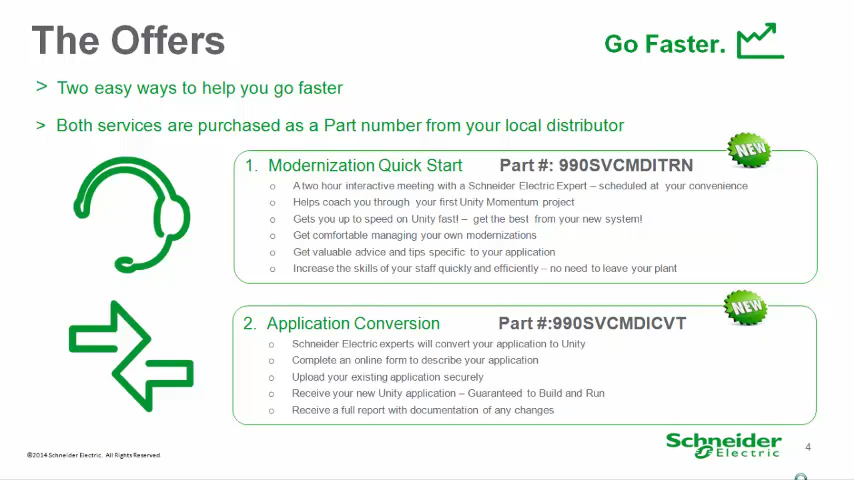 The Offers
Go Faster.
> Two easy ways to help you go faster
> Both services are purchased as a Part number from your local distributor
NEW
1. Modernization Quick Start Part #: 990SVCMDITRN
o A two hour interactive meeting with a Schneider Electric Expert – scheduled at your convenience
o Helps coach you through your first Unity Momentum project
o Gets you up to speed on Unity fast! – get the best from your new system!
o Get comfortable managing your own modernizations
o Get valuable advice and tips specific to your application
o Increase the skills of your staff quickly and efficiently – no need to leave your plant
NEW
2. Application Conversion Part #:990SVCMDICVT
o Schneider Electric experts will convert your application to Unity
o Complete an online form to describe your application
o Upload your existing application securely
o Receive your new Unity application – Guaranteed to Build and Run
o Receive a full report with documentation of any changes
Schneider
Electric
4
©2014 Schneider Electric. All Rights Reserved.